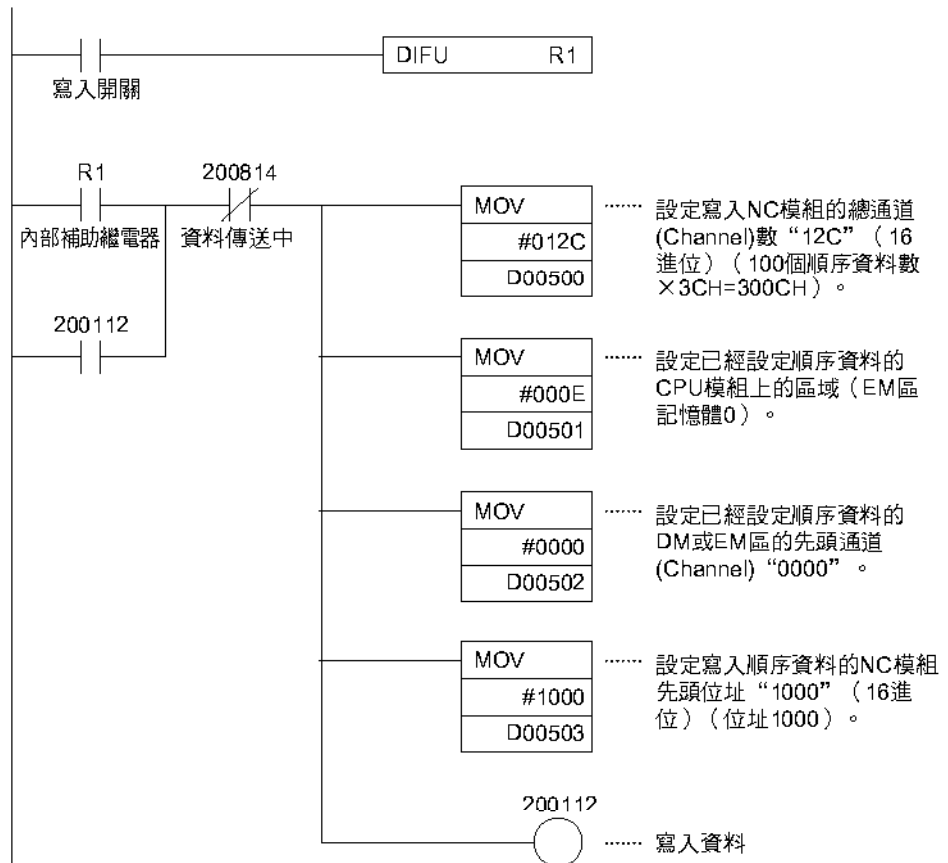 DIFU R1
寫入開關
R1
200814
內部補助繼電器
資料傳送中
MOV
#012C
D00500
設定寫入NC模組的總通道
(Channel)數“12C”（16
進位）（100個順序資料數
×3CH=300CH）。
200112
MOV
#000E
D00501
設定已經設定順序資料的
CPU模組上的區域（EM區
記憶體0）。
MOV
#0000
D00502
設定已經設定順序資料的
DM或EM區的先頭通道
(Channel)“0000”。
MOV
#1000
D00503
設定寫入順序資料的NC模組
先頭位址“1000”（16進
位）（位址1000）。
200112
寫入資料